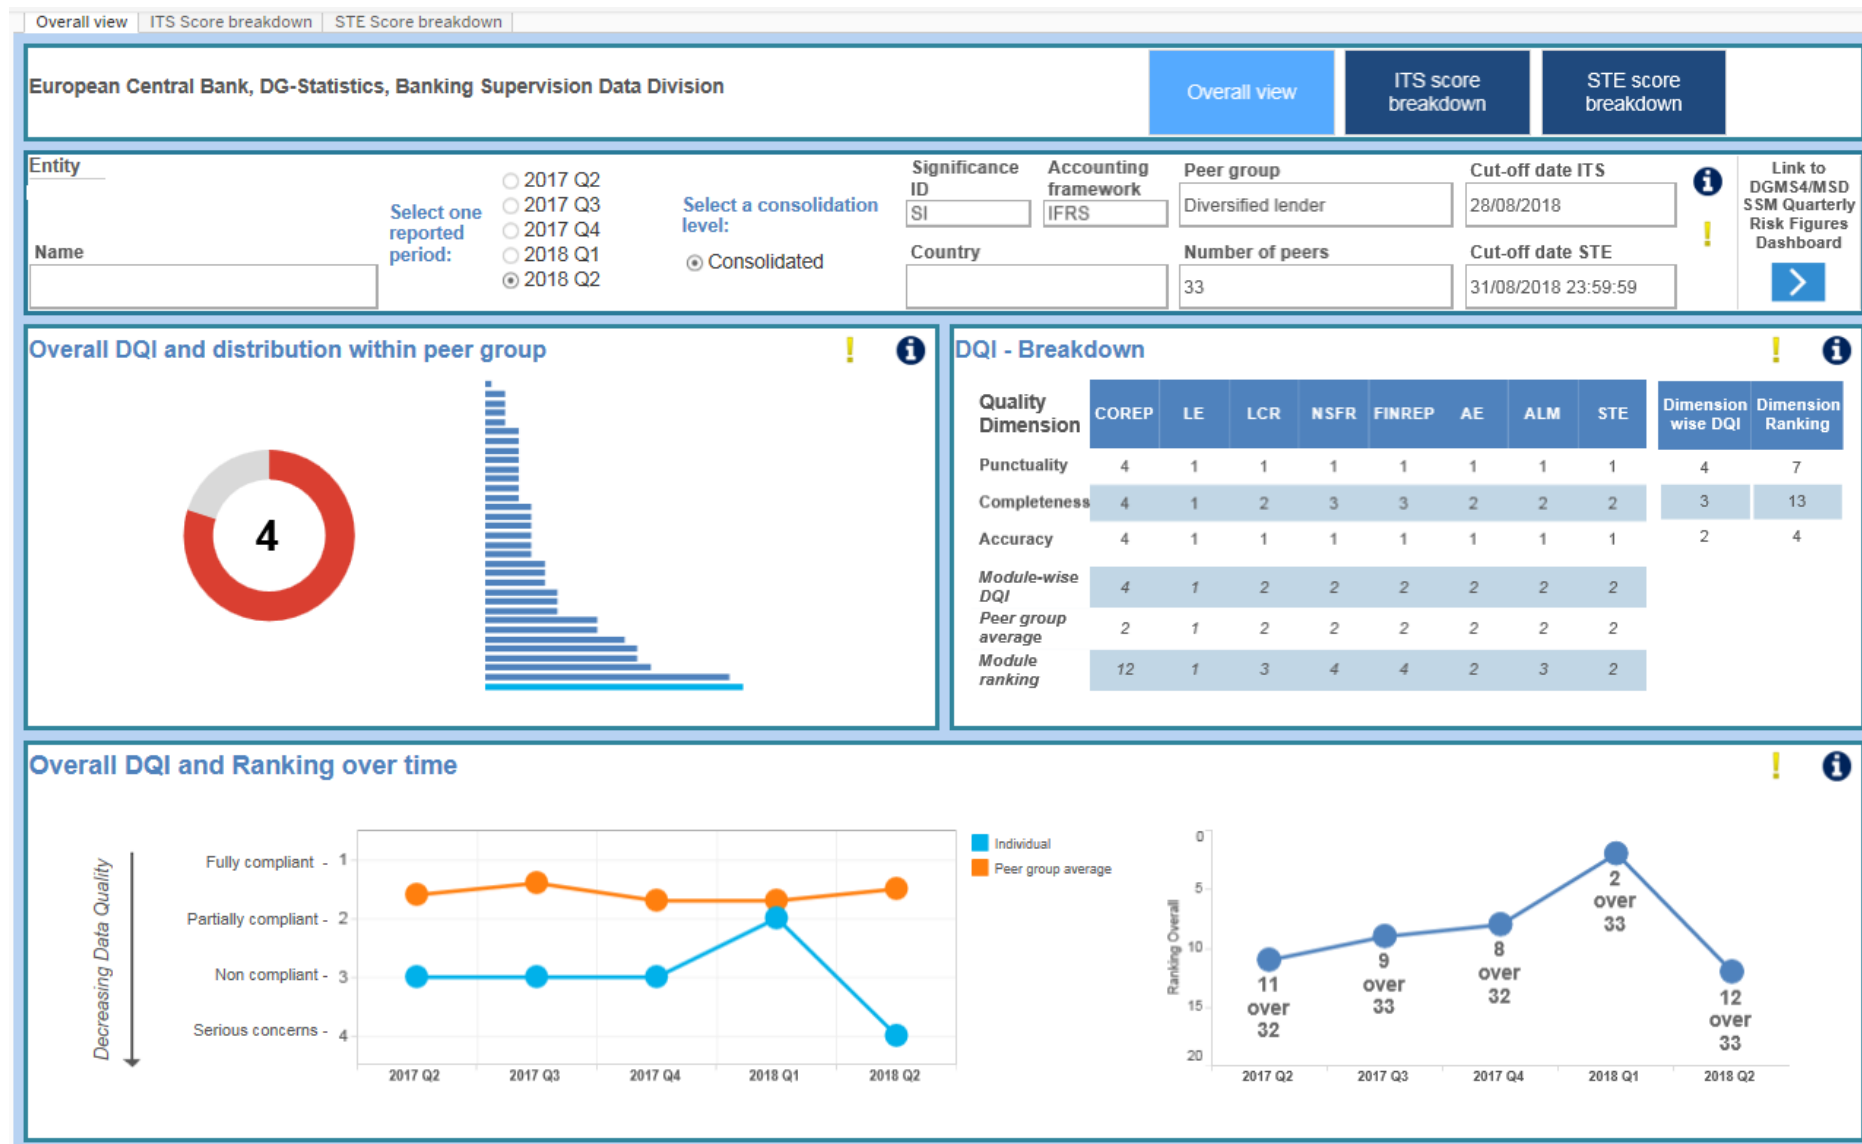 Overall view ITS Score breakdown STE Score breakdown
European Central Bank, DG-Statistics, Banking Supervision Data Division
Overall view
ITS score
breakdown
STE score
breakdown
Entity
Name
Select one
reported
period:
2017 Q2
2017 Q3
2017 Q4
2018 Q1
2018 Q2
Select a consolidation
level:
Consolidated
Significance
ID
SI
Accounting
framework
IFRS
Country
Peer group
Diversified lender
Number of peers
33
Cut-off date ITS
28/08/2018
Cut-off date STE
31/08/2018 23:59:59
i
!
Link to
DGMS4/MSD
SSM Quarterly
Risk Figures
Dashboard
>
Overall DQI and distribution within peer group ! i
4
DQI - Breakdown ! i
Quality
Dimension
COREP LE LCR NSFR FINREP AE ALM STE
Dimension
wise DQI
Dimension
Ranking
Punctuality 4 1 1 1 1 1 1 1 4 7
Completeness 4 1 2 3 3 2 2 2 3 13
Accuracy 4 1 1 1 1 1 1 1 2 4
Module-wise
DQI
4 1 2 2 2 2 2 2
Peer group
average
2 1 2 2 2 2 2 2
Module
ranking
12 1 3 4 4 2 3 2
Overall DQI and Ranking over time ! i
Decreasing Data Quality
Fully compliant - 1
Partially compliant - 2
Non compliant - 3
Serious concerns - 4
2017 Q2 2017 Q3 2017 Q4 2018 Q1 2018 Q2
Individual
Peer group average
Ranking Overall
0
5
10
15
20
11
over
32
9
over
33
8
over
32
2
over
33
12
over
33
2017 Q2 2017 Q3 2017 Q4 2018 Q1 2018 Q2